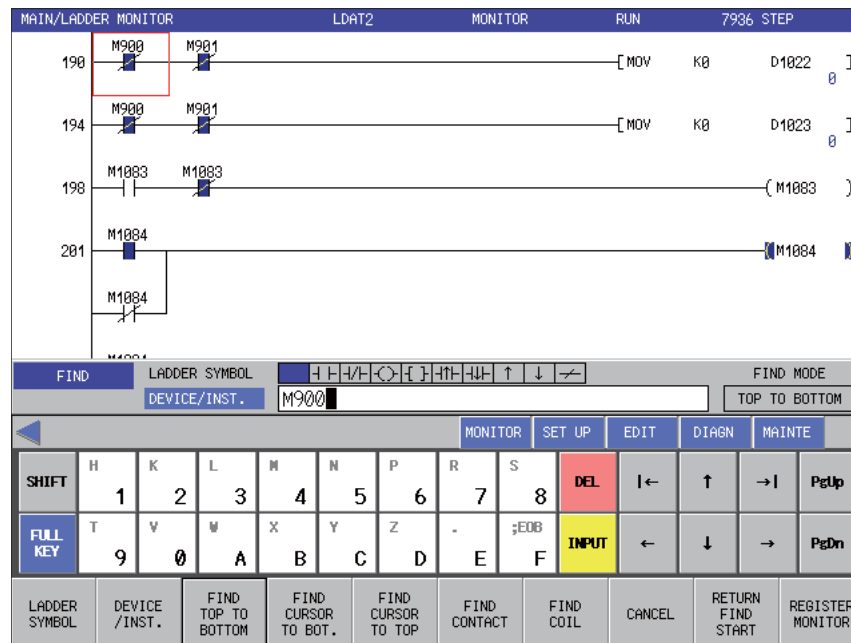 MAIN/LADDER MONITOR LDAT2 MONITOR RUN 7936 STEP
M900 M901
190 MOV K0 D1022
0
M900 M901
194 MOV K0 D1023
0
M1083 M1083
198 M1083
M1084
201 M1084
M1084
FIND LADDER SYMBOL FIND MODE
DEVICE/INST. M900 TOP TO BOTTOM
MONITOR SET UP EDIT DIAGN MAINTE
SHIFT H 1 K 2 L 3 M 4 N 5 P 6 R 7 S 8 DEL |← ↑ →| PgUp
FULL KEY T 9 V 0 W A X B Y C Z D . E ;EOB F INPUT ← ↓ → PgDn
LADDER SYMBOL DEVICE /INST. FIND TOP TO BOTTOM FIND CURSOR TO BOT. FIND CURSOR TO TOP FIND CONTACT FIND COIL CANCEL RETURN FIND START REGISTER MONITOR